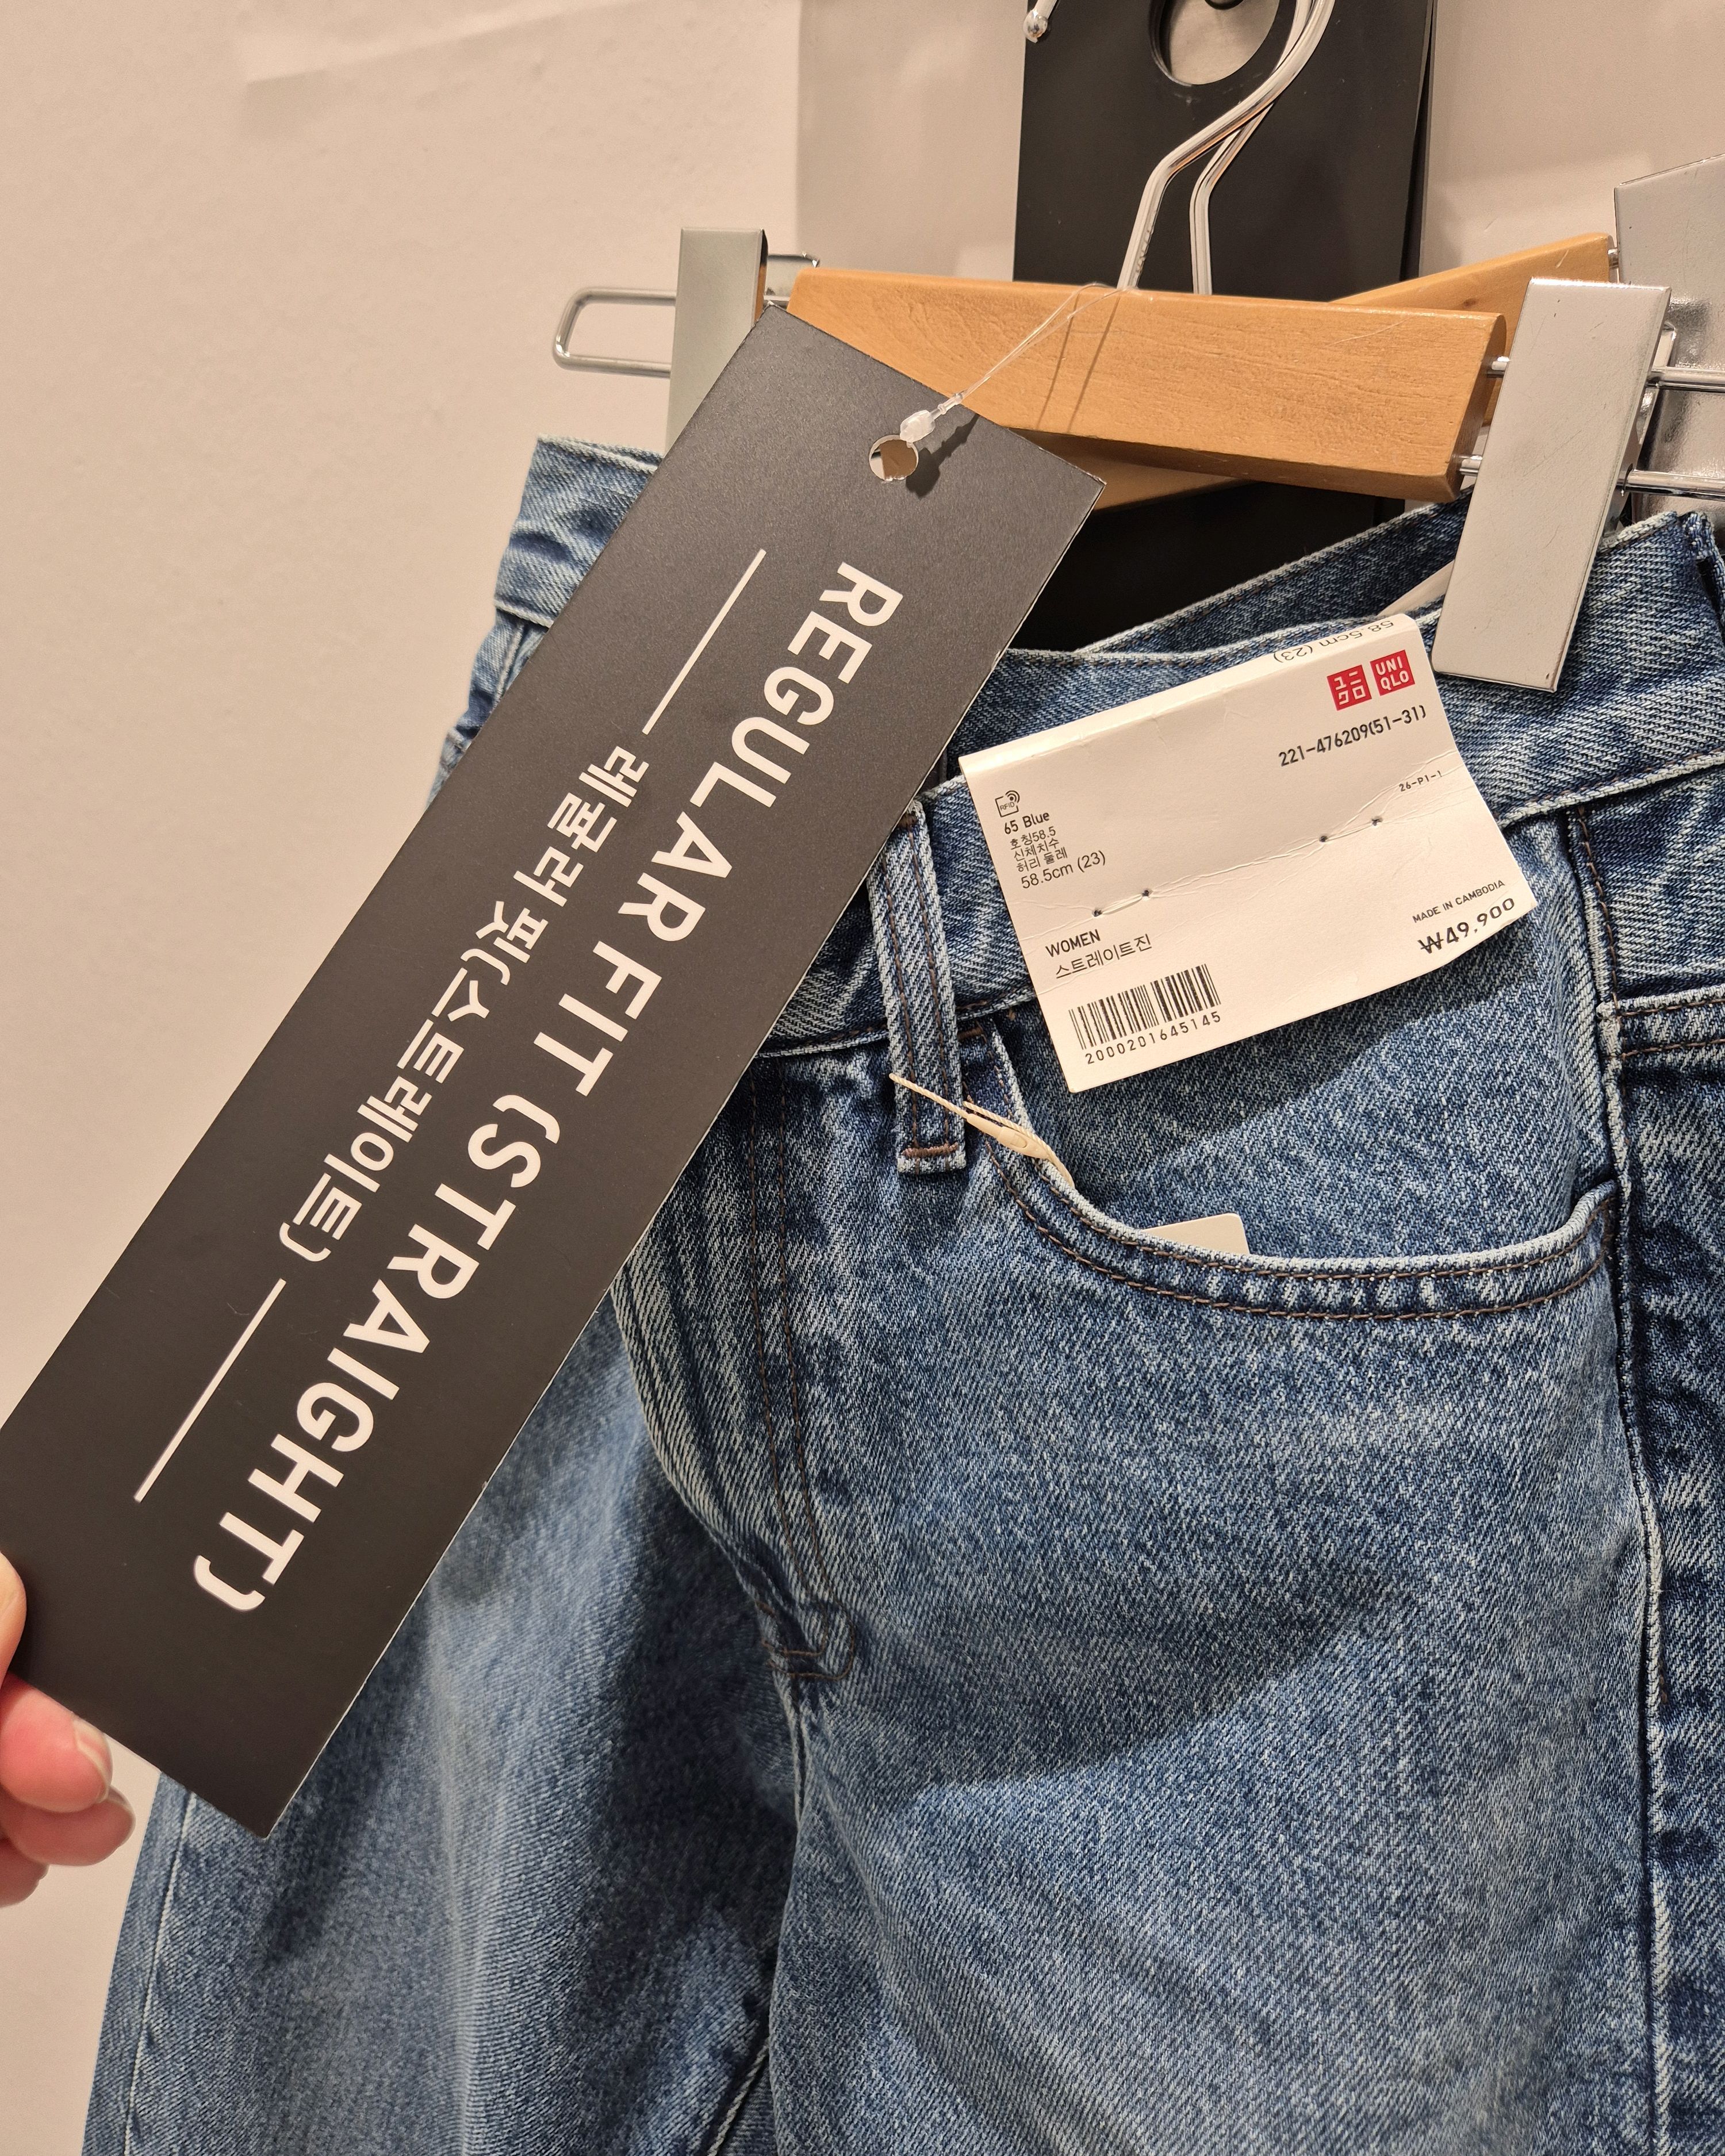 REGULAR FIT (STRAIGHT)
레귤러 핏(스트레이트)
58.5cm (23)
ユニ
クロ
UNI
QLO
221-476209(51-31)
26-P1-1
RFID
65 Blue
호칭58.5
신체치수
허리 둘레
58.5cm (23)
MADE IN CAMBODIA
₩49,900
WOMEN
스트레이트진
2000201645145